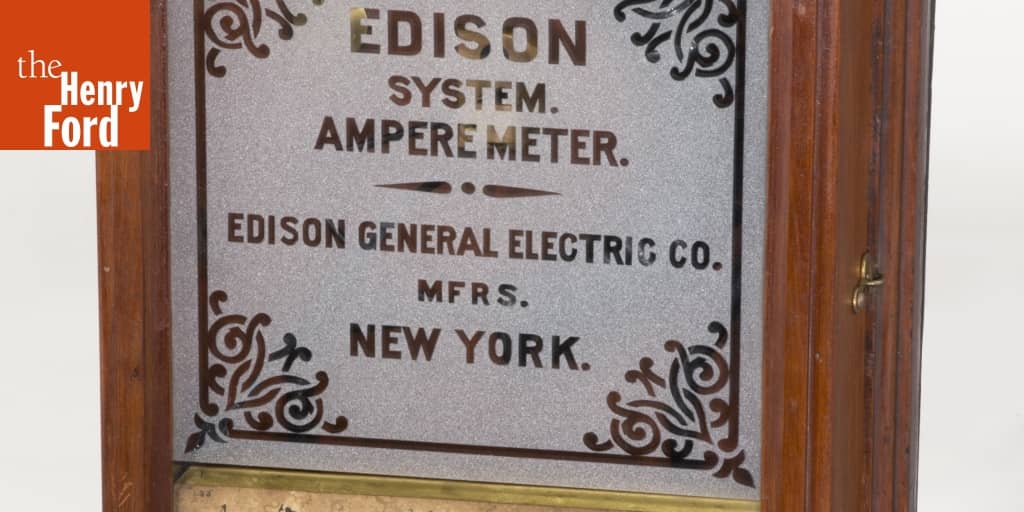 the
Henry
Ford
EDISON
SYSTEM.
AMPERE METER.
EDISON GENERAL ELECTRIC CO.
MFRS.
NEW YORK.